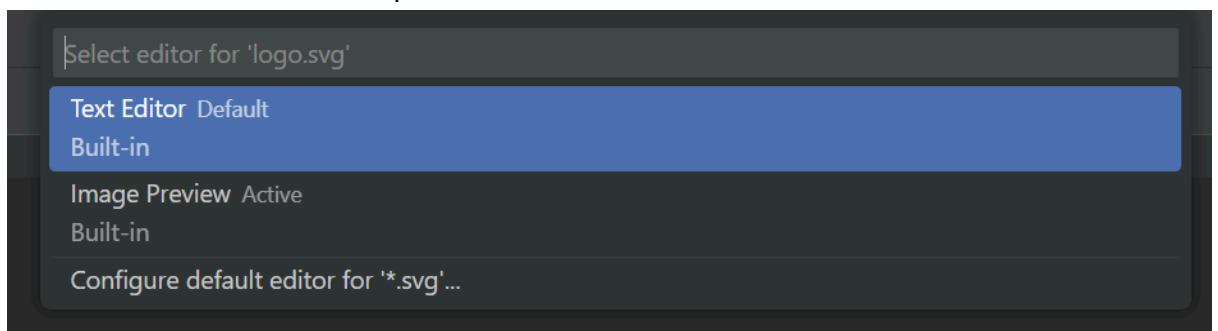 Select editor for 'logo.svg'
Text Editor Default
Built-in
Image Preview Active
Built-in
Configure default editor for '*.svg'...